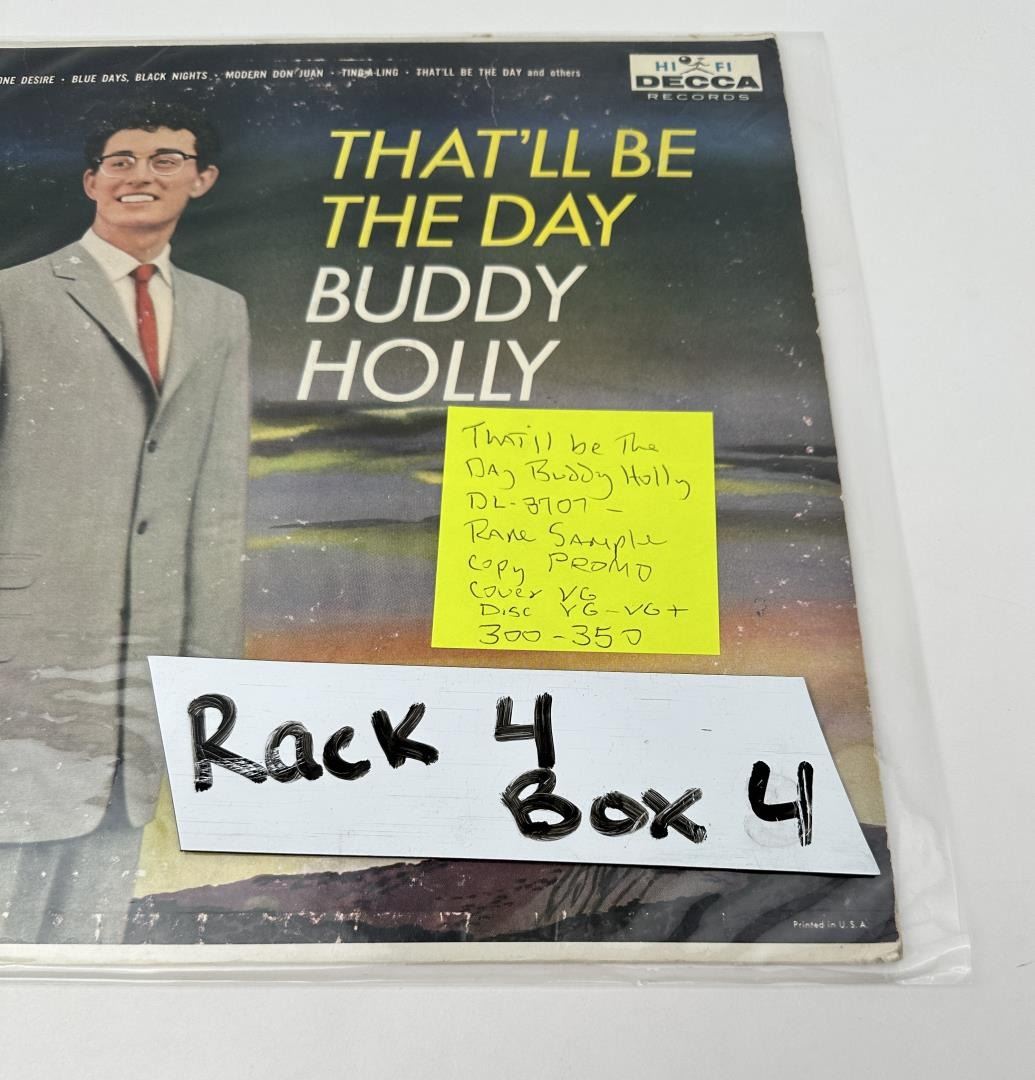 ONE DESIRE • BLUE DAYS, BLACK NIGHTS • MODERN DON JUAN • TING-A-LING • THAT'LL BE THE DAY and others
HI FI
DECCA
RECORDS
THAT'LL BE
THE DAY
BUDDY
HOLLY
That'll be The
Day Buddy Holly
DL-8707 -
Rare Sample
Copy PROMO
Cover VG
Disc VG-VG+
300-350
Rack 4
Box 4
Printed in U. S. A.